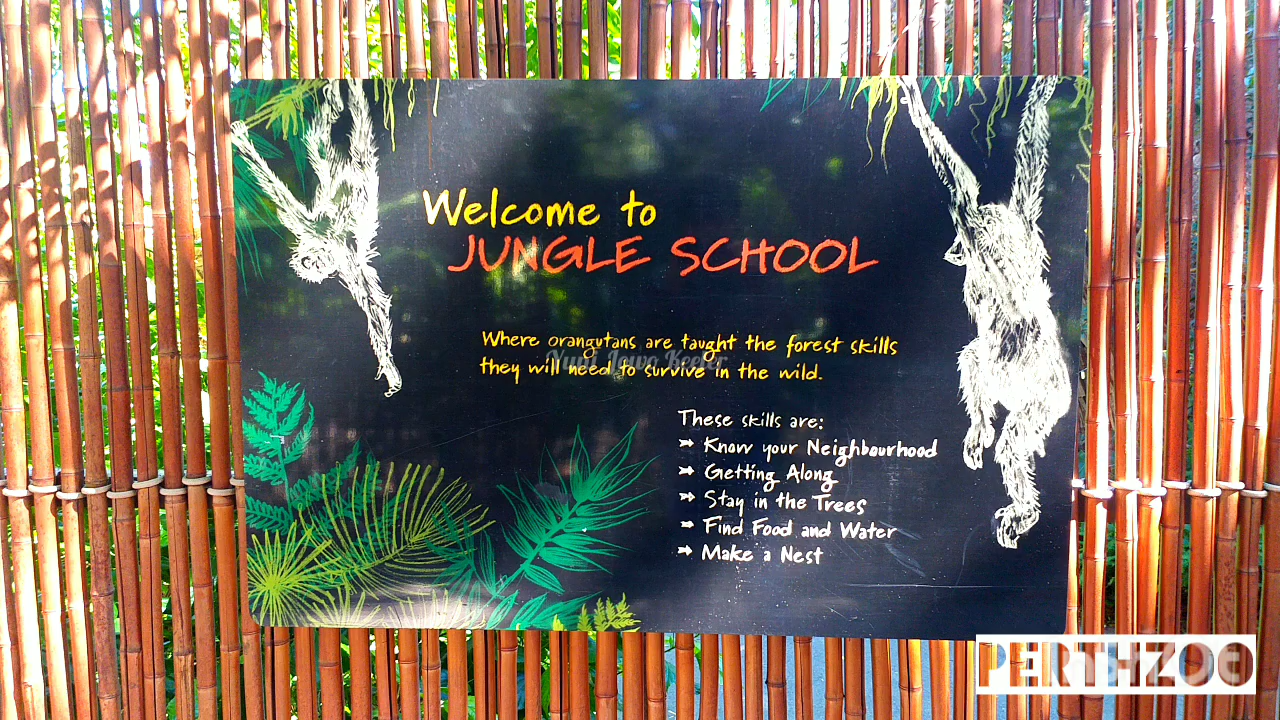 Welcome to
JUNGLE SCHOOL
Where orangutans are taught the forest skills
they will need to survive in the wild.
These skills are:
Know your Neighbourhood
Getting Along
Stay in the Trees
Find Food and Water
Make a Nest
PERTHZOO